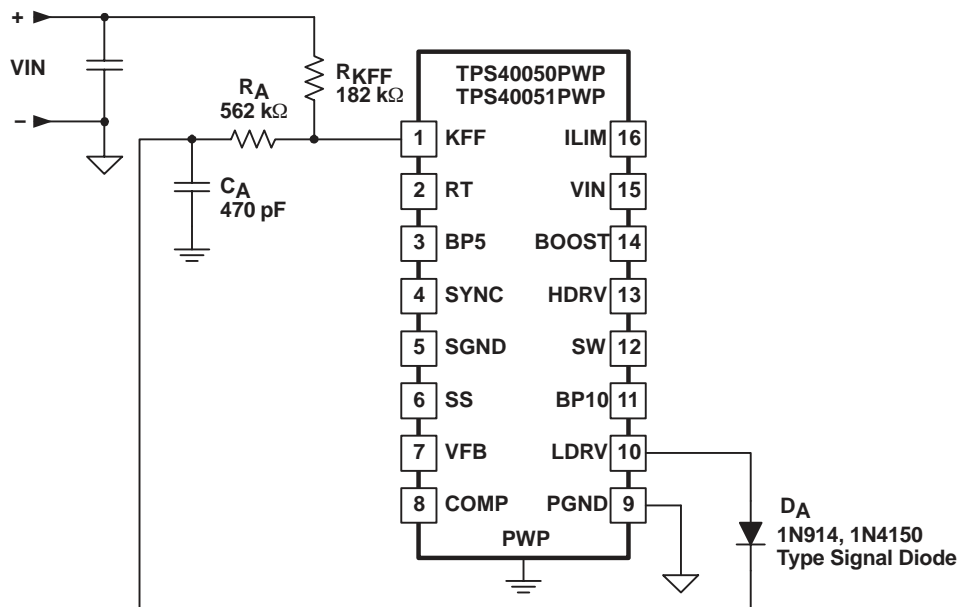 +
VIN
−
RA
562 kΩ
RKFF
182 kΩ
CA
470 pF
TPS40050PWP
TPS40051PWP
1 KFF ILIM 16
2 RT VIN 15
3 BP5 BOOST 14
4 SYNC HDRV 13
5 SGND SW 12
6 SS BP10 11
7 VFB LDRV 10
8 COMP PGND 9
PWP
DA
1N914, 1N4150
Type Signal Diode